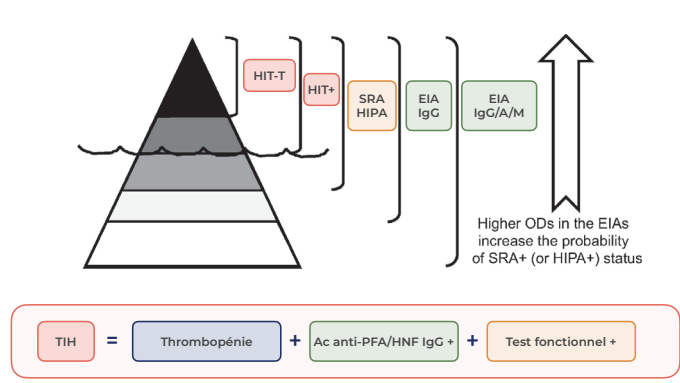 HIT-T
HIT+
SRA
HIPA
EIA
IgG
EIA
IgG/A/M
Higher ODs in the EIAs
increase the probability
of SRA+ (or HIPA+) status
TIH = Thrombopénie + Ac anti-PFA/HNF IgG + + Test fonctionnel +